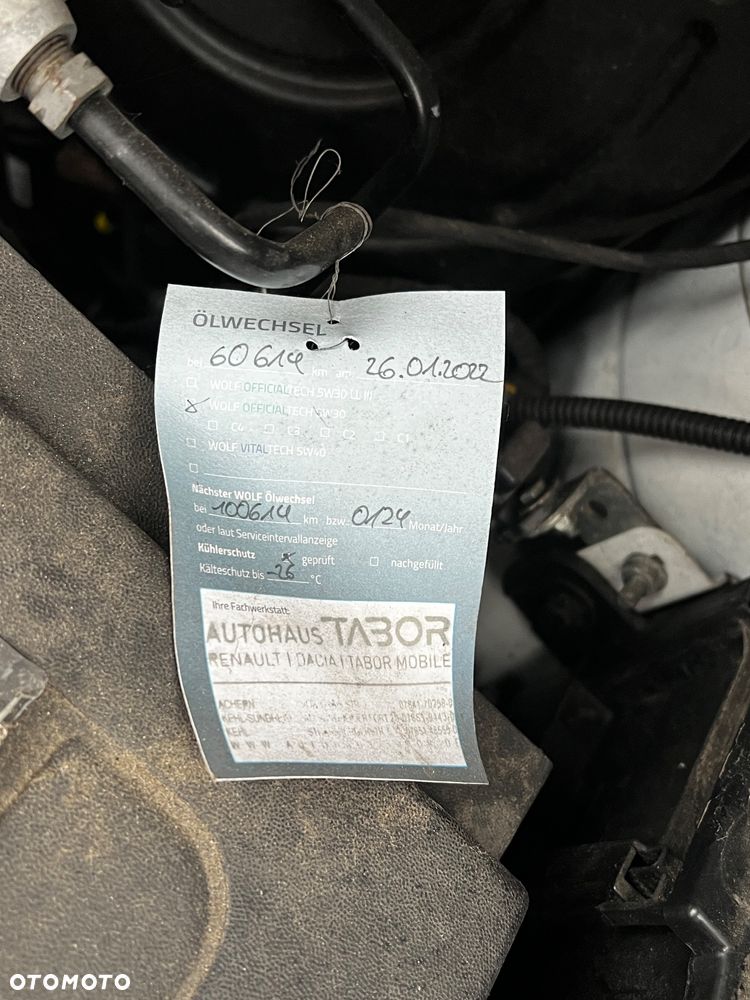 ÖLWECHSEL
bei 60614 km am 26.01.2022
WOLF OFFICIALTECH 5W30 LL III
WOLF OFFICIALTECH 5W30
C4 C3 C2 C1
WOLF VITALTECH 5W40
Nächster WOLF Ölwechsel
bei 100614 km bzw. 01/24 Monat/Jahr
oder laut Serviceintervallanzeige
Kühlerschutz x geprüft nachgefüllt
Kälteschutz bis -26 °C
Ihre Fachwerkstatt:
AUTOHAUS TABOR
RENAULT | DACIA | TABOR MOBILE
ACHERN
KEHL
OTOMOTO